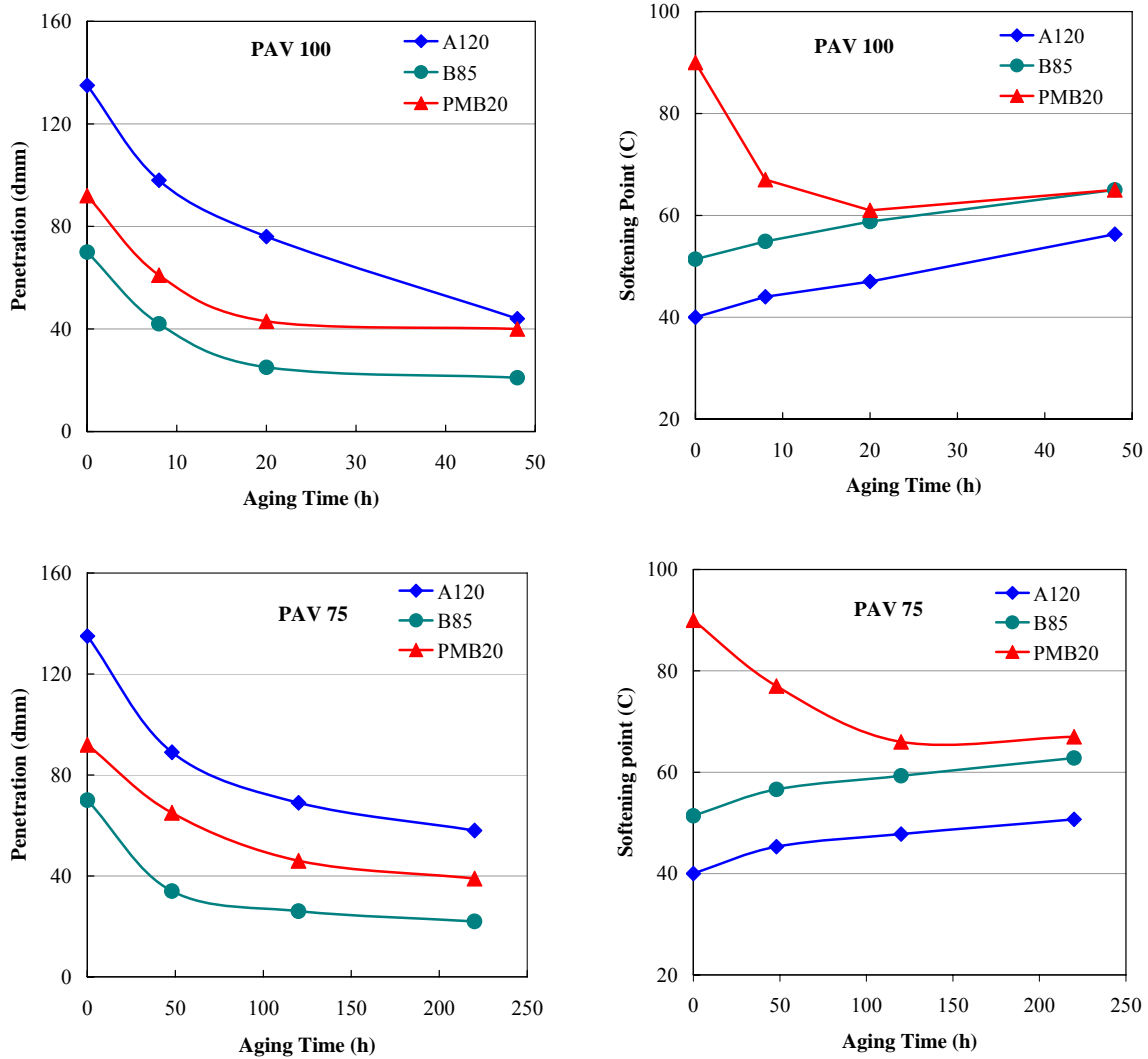 160
120
80
40
0
PAV 100
A120
B85
PMB20
Penetration (dmm)
0 10 20 30 40 50
Aging Time (h)
100
80
60
40
20
PAV 100
A120
B85
PMB20
Softening Point (C)
0 10 20 30 40 50
Aging Time (h)
160
120
80
40
0
PAV 75
A120
B85
PMB20
Penetration (dmm)
0 50 100 150 200 250
Aging Time (h)
100
80
60
40
20
PAV 75
A120
B85
PMB20
Softening point (C)
0 50 100 150 200 250
Aging Time (h)